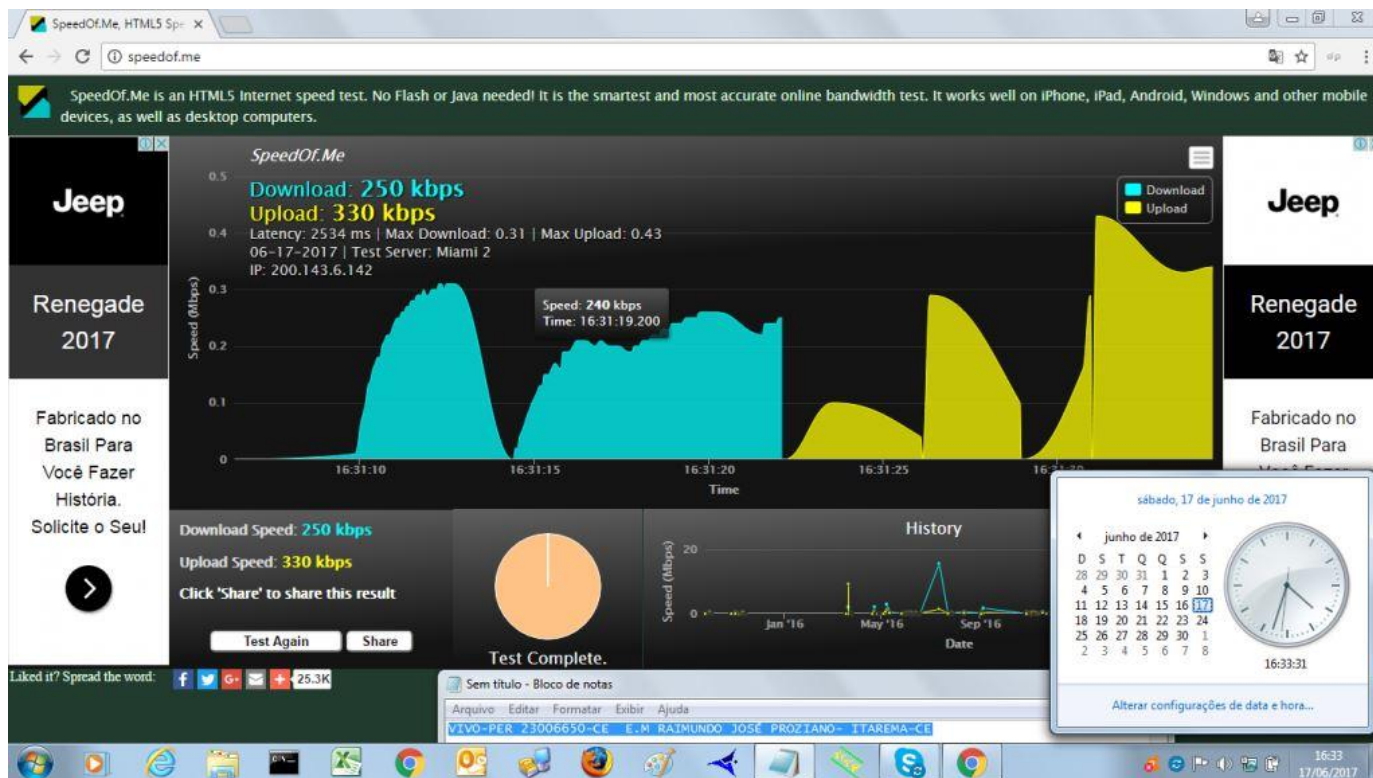 SpeedOf.Me, HTML5 Spe
speedof.me
SpeedOf.Me is an HTML5 Internet speed test. No Flash or Java needed! It is the smartest and most accurate online bandwidth test. It works well on iPhone, iPad, Android, Windows and other mobile
devices, as well as desktop computers.
Jeep
Renegade
2017
Fabricado no
Brasil Para
Você Fazer
História.
Solicite o Seu!
SpeedOf.Me
Download: 250 kbps
Upload: 330 kbps
Latency: 2534 ms | Max Download: 0.31 | Max Upload: 0.43
06-17-2017 | Test Server: Miami 2
IP: 200.143.6.142
Download
Upload
Speed: 240 kbps
Time: 16:31:19.200
Speed (Mbps)
0.5
0.4
0.3
0.2
0.1
0
16:31:10 16:31:15 16:31:20 16:31:25 16:31:30
Time
Jeep
Renegade
2017
Fabricado no
Brasil Para
Você Fazer
Download Speed: 250 kbps
Upload Speed: 330 kbps
Click 'Share' to share this result
Test Again Share
Test Complete.
History
Speed (Mbps)
20
0
Jan '16 May '16 Sep '16
Date
sábado, 17 de junho de 2017
junho de 2017
D S T Q Q S S
28 29 30 31 1 2 3
4 5 6 7 8 9 10
11 12 13 14 15 16 17
18 19 20 21 22 23 24
25 26 27 28 29 30 1
2 3 4 5 6 7 8
16:33:31
Alterar configurações de data e hora...
Liked it? Spread the word: 25.3K
Sem título - Bloco de notas
Arquivo Editar Formatar Exibir Ajuda
VIVO-PER 23006650-CE E.M RAIMUNDO JOSÉ PROZIANO- ITAREMA-CE
16:33
17/06/2017